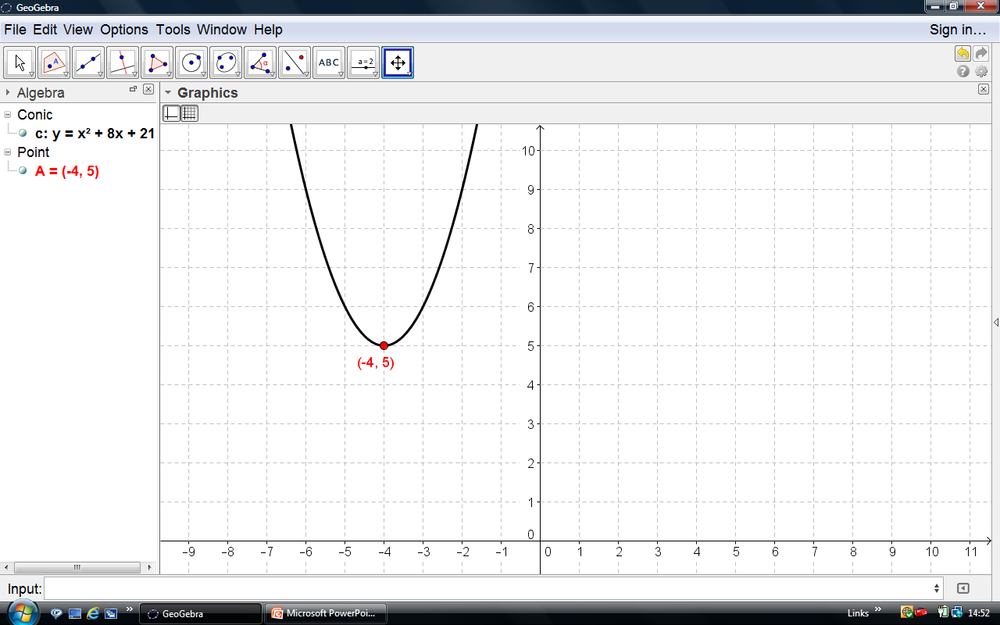 GeoGebra
File Edit View Options Tools Window Help Sign in...
A α ABC a=2
Algebra
Graphics
Conic
c: y = x² + 8x + 21
Point
A = (-4, 5)
10
9
8
7
6
5
(-4, 5)
4
3
2
1
0
−9 −8 −7 −6 −5 −4 −3 −2 −1 0 1 2 3 4 5 6 7 8 9 10 11
Input:
» GeoGebra Microsoft PowerPoi... Links » 14:52